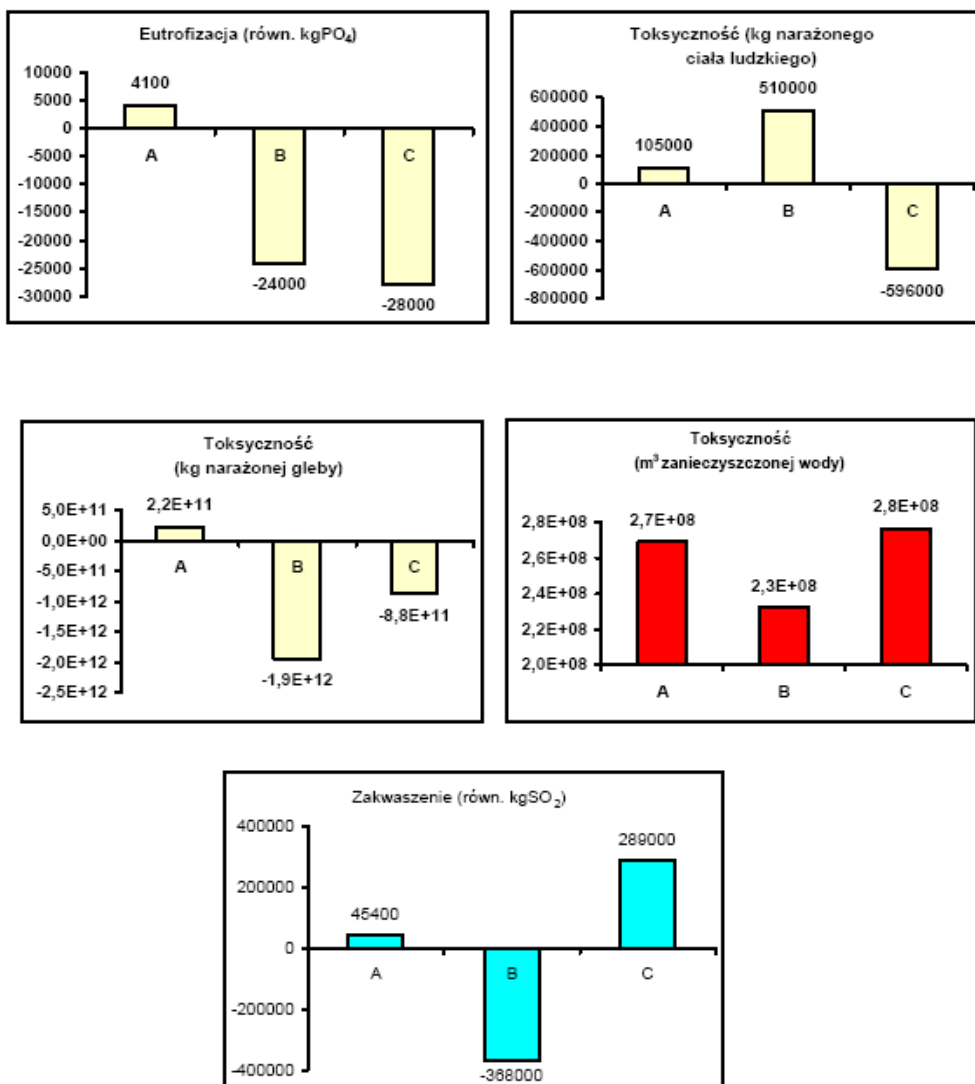 Eutrofizacja (równ. kgPO₄)
10000
5000
0
-5000
-10000
-15000
-20000
-25000
-30000
4100
A
B
C
-24000
-28000
Toksyczność (kg narażonego
ciała ludzkiego)
600000
400000
200000
0
-200000
-400000
-600000
-800000
105000
510000
A
B
C
-596000
Toksyczność
(kg narażonej gleby)
5,0E+11
0,0E+00
-5,0E+11
-1,0E+12
-1,5E+12
-2,0E+12
-2,5E+12
2,2E+11
A
B
C
-1,9E+12
-8,8E+11
Toksyczność
(m³ zanieczyszczonej wody)
2,8E+08
2,6E+08
2,4E+08
2,2E+08
2,0E+08
2,7E+08
2,3E+08
2,8E+08
A
B
C
Zakwaszenie (równ. kgSO₂)
400000
200000
0
-200000
-400000
45400
289000
A
B
C
-368000